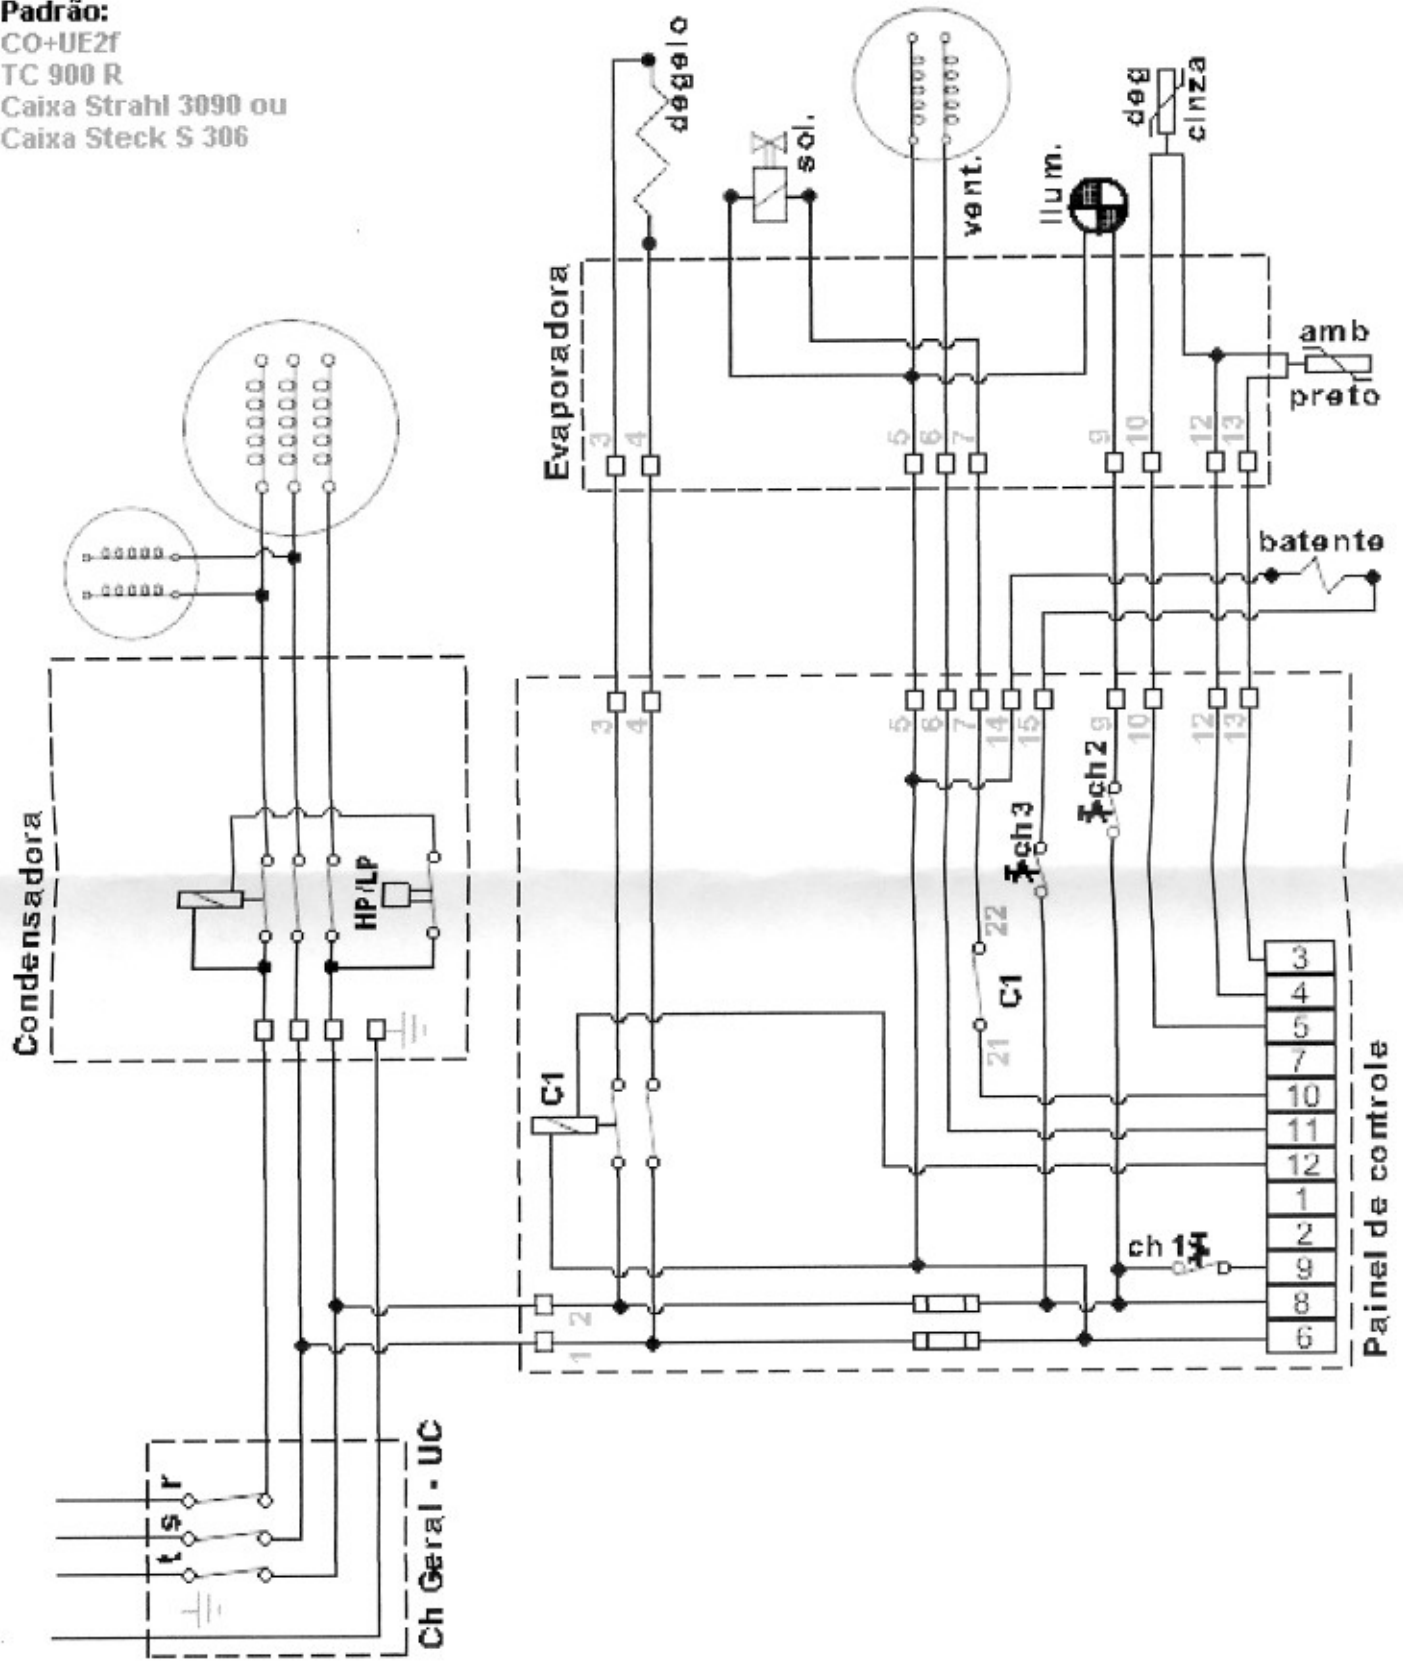 Padrão:
CO+UE2f
TC 900 R
Caixa Strahl 3090 ou
Caixa Steck S 306
degelo
sol.
vent.
Ilum.
deg
cinza
amb
preto
Evaporadora
3
4
5
6
7
9
10
12
13
batente
3
4
5
6
7
14
15
9
10
12
13
Condensadora
HP/LP
ch3
ch2
22
C1
21
C1
3
4
5
7
10
11
12
1
2
9
8
6
ch 1
2
1
Painel de controle
r
s
t
Ch Geral - UC